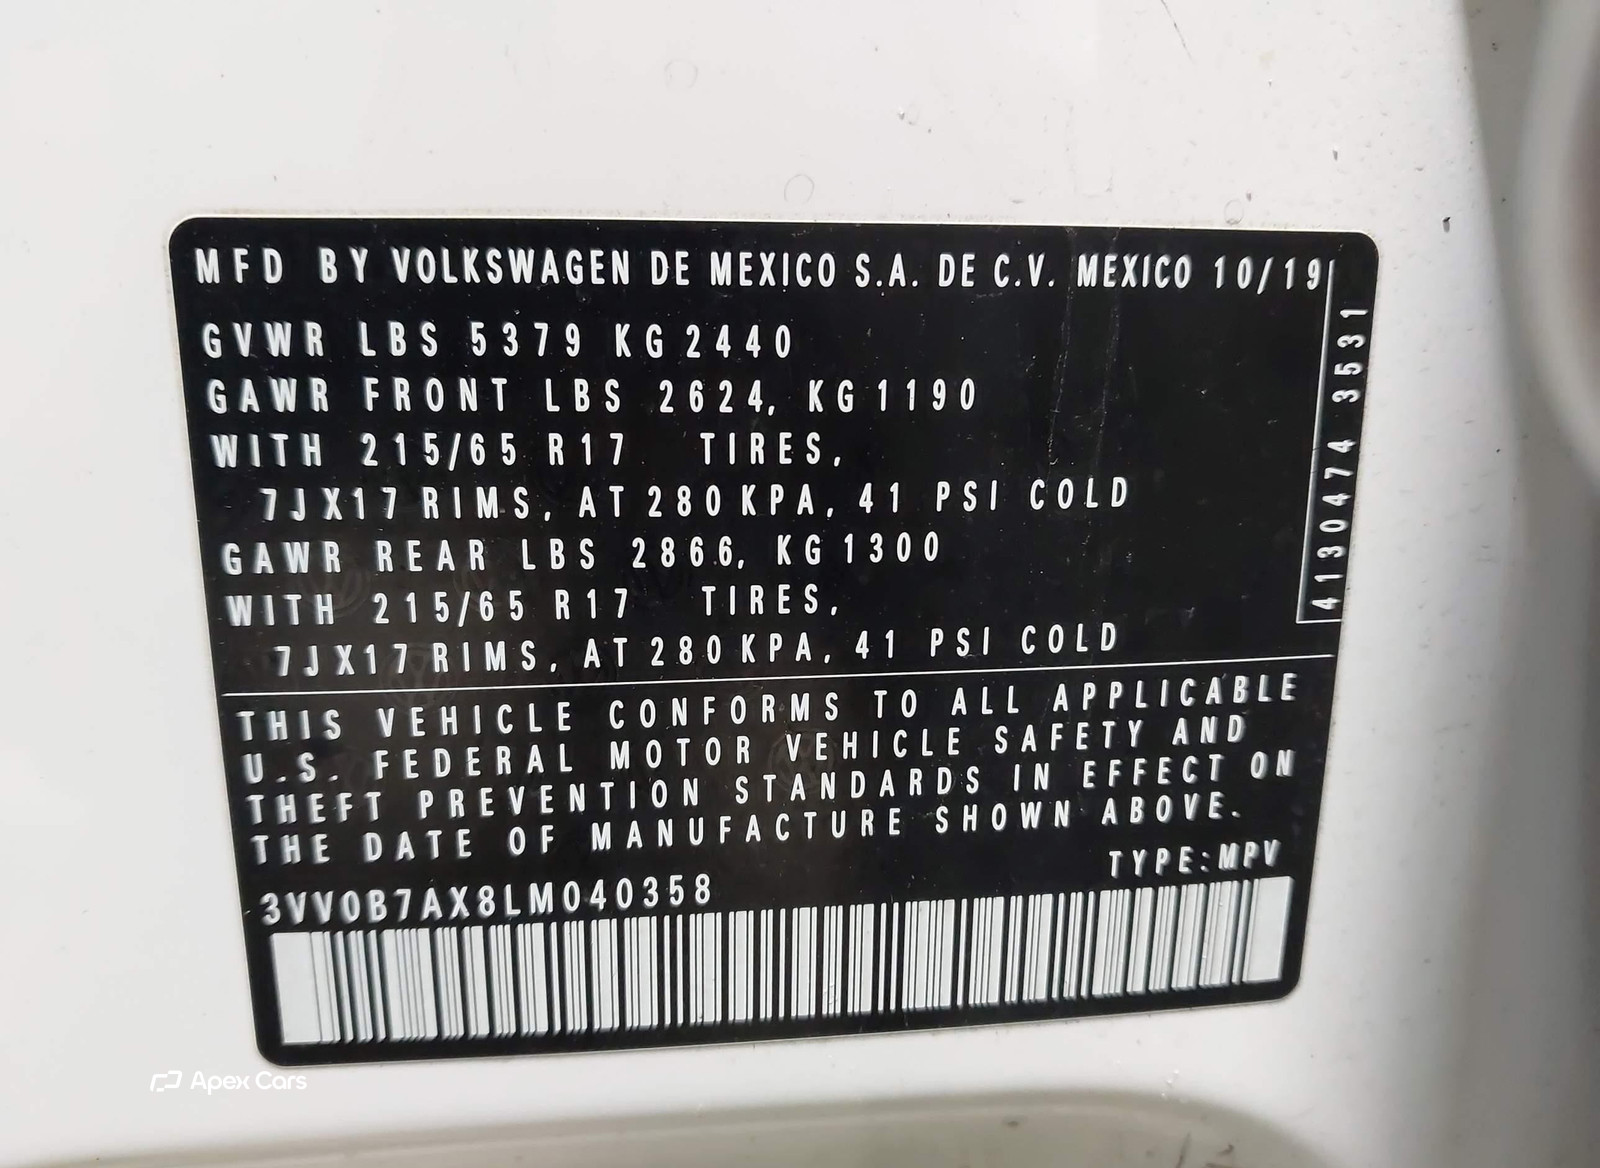 MFD BY VOLKSWAGEN DE MEXICO S.A. DE C.V. MEXICO 10/19
GVWR LBS 5379 KG 2440
GAWR FRONT LBS 2624, KG 1190
WITH 215/65 R17 TIRES,
7JX17 RIMS, AT 280 KPA, 41 PSI COLD
GAWR REAR LBS 2866, KG 1300
WITH 215/65 R17 TIRES,
7JX17 RIMS, AT 280 KPA, 41 PSI COLD
4130474 3531
THIS VEHICLE CONFORMS TO ALL APPLICABLE
U.S. FEDERAL MOTOR VEHICLE SAFETY AND
THEFT PREVENTION STANDARDS IN EFFECT ON
THE DATE OF MANUFACTURE SHOWN ABOVE.
TYPE:MPV
3VV0B7AX8LM040358
Apex Cars